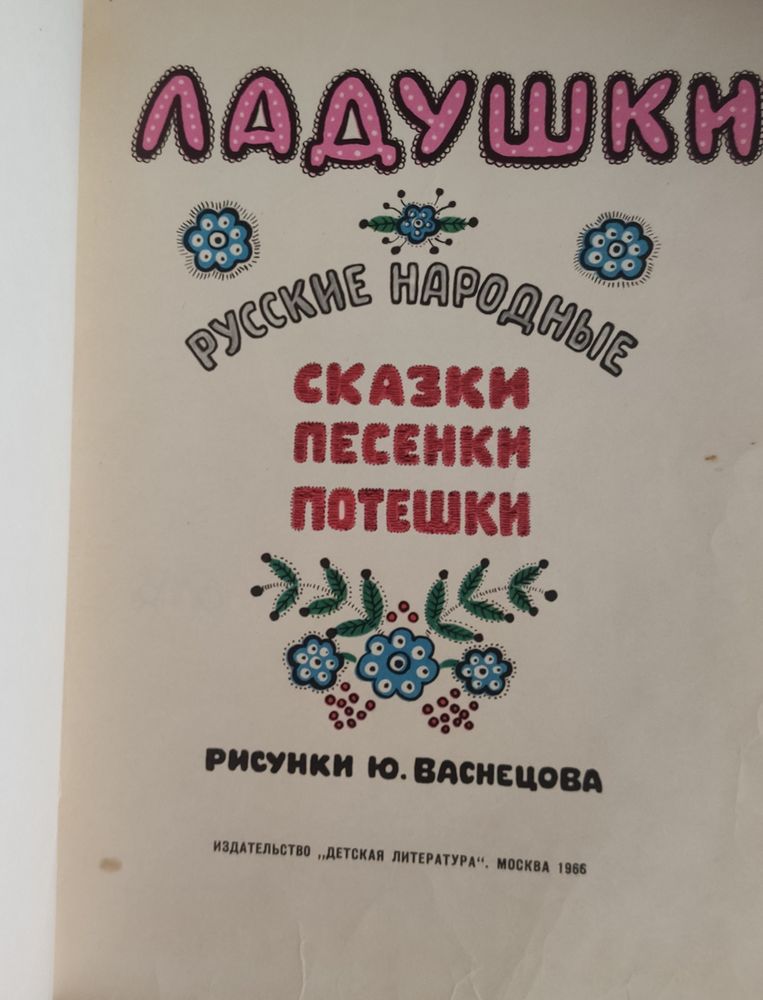 ЛАДУШКИ
РУССКИЕ НАРОДНЫЕ
СКАЗКИ
ПЕСЕНКИ
ПОТЕШКИ
РИСУНКИ Ю. ВАСНЕЦОВА
ИЗДАТЕЛЬСТВО „ДЕТСКАЯ ЛИТЕРАТУРА“. МОСКВА 1966